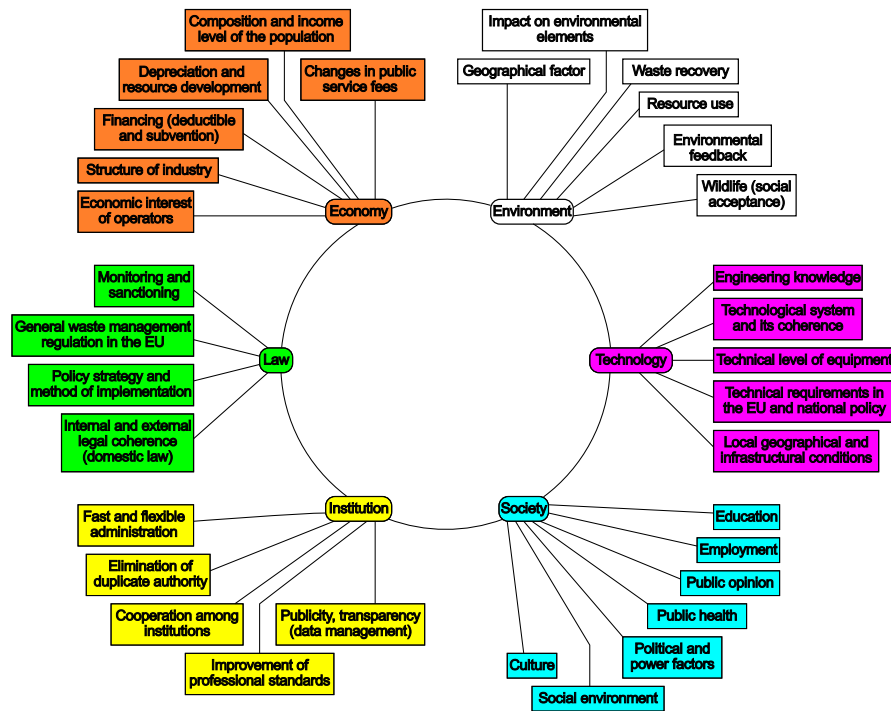 Composition and income
level of the population
Impact on environmental
elements
Depreciation and
resource development
Changes in public
service fees
Geographical factor
Waste recovery
Resource use
Financing (deductible
and subvention)
Environmental
feedback
Structure of industry
Wildlife (social
acceptance)
Economic interest
of operators
Economy
Environment
Monitoring and
sanctioning
Engineering knowledge
General waste management
regulation in the EU
Technological system
and its coherence
Law
Technology
Technical level of equipment
Policy strategy and
method of implementation
Technical requirements in
the EU and national policy
Internal and external
legal coherence
(domestic law)
Local geographical and
infrastructural conditions
Institution
Society
Fast and flexible
administration
Education
Employment
Elimination of
duplicate authority
Public opinion
Cooperation among
institutions
Publicity, transparency
(data management)
Public health
Improvement of
professional standards
Culture
Political and
power factors
Social environment